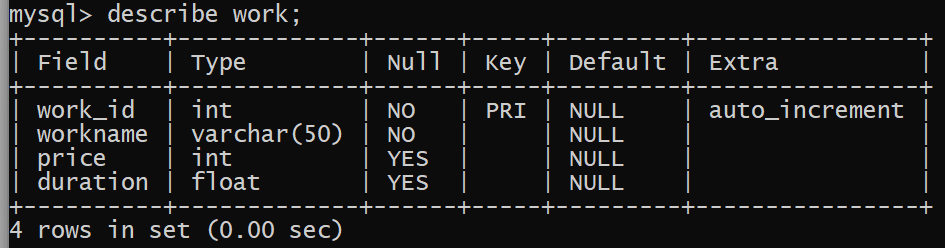 mysql> describe work;
+----------+-------------+------+-----+---------+----------------+
| Field    | Type        | Null | Key | Default | Extra          |
+----------+-------------+------+-----+---------+----------------+
| work_id  | int         | NO   | PRI | NULL    | auto_increment |
| workname | varchar(50) | NO   |     | NULL    |                |
| price    | int         | YES  |     | NULL    |                |
| duration | float       | YES  |     | NULL    |                |
+----------+-------------+------+-----+---------+----------------+
4 rows in set (0.00 sec)